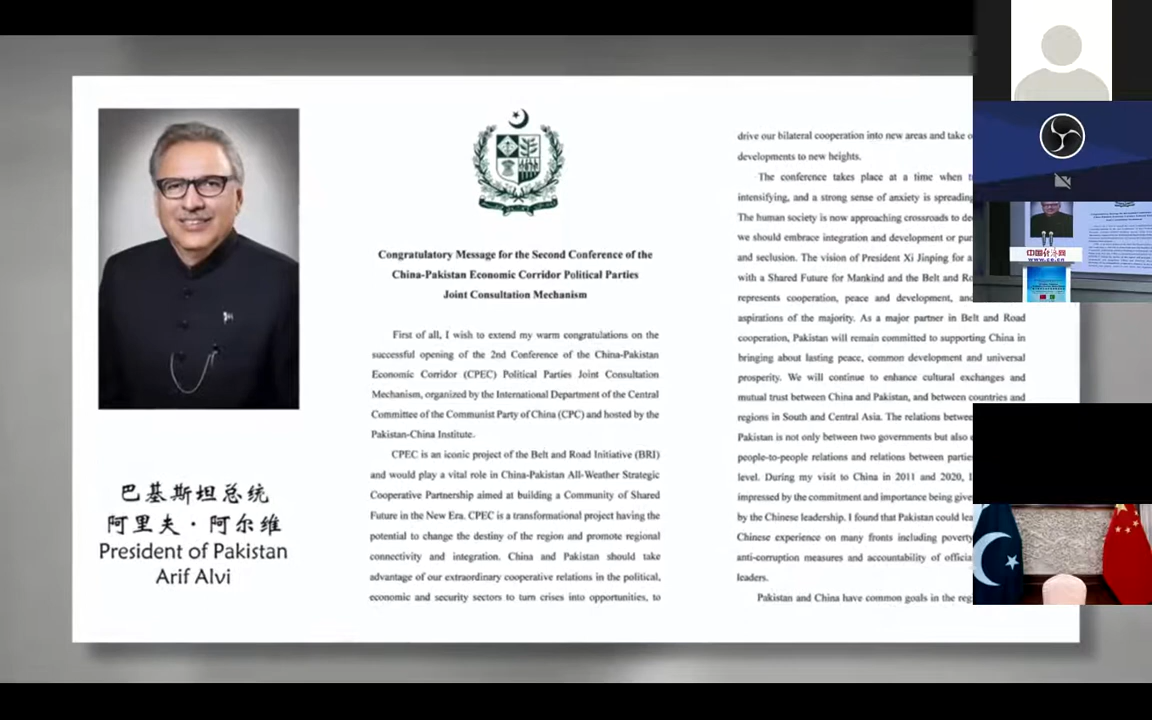 巴基斯坦总统
阿里夫·阿尔维
President of Pakistan
Arif Alvi
Congratulatory Message for the Second Conference of the
China-Pakistan Economic Corridor Political Parties
Joint Consultation Mechanism
First of all, I wish to extend my warm congratulations on the
successful opening of the 2nd Conference of the China-Pakistan
Economic Corridor (CPEC) Political Parties Joint Consultation
Mechanism, organized by the International Department of the Central
Committee of the Communist Party of China (CPC) and hosted by the
Pakistan-China Institute.
CPEC is an iconic project of the Belt and Road Initiative (BRI)
and would play a vital role in China-Pakistan All-Weather Strategic
Cooperative Partnership aimed at building a Community of Shared
Future in the New Era. CPEC is a transformational project having the
potential to change the destiny of the region and promote regional
connectivity and integration. China and Pakistan should take
advantage of our extraordinary cooperative relations in the political,
economic and security sectors to turn crises into opportunities, to
drive our bilateral cooperation into new areas and take
developments to new heights.
The conference takes place at a time when
intensifying, and a strong sense of anxiety is spreading
The human society is now approaching crossroads to
we should embrace integration and development or
and seclusion. The vision of President Xi Jinping for a
with a Shared Future for Mankind and the Belt and
represents cooperation, peace and development,
aspirations of the majority. As a major partner in Belt and Road
cooperation, Pakistan will remain committed to supporting China in
bringing about lasting peace, common development and universal
prosperity. We will continue to enhance cultural exchanges and
mutual trust between China and Pakistan, and between countries and
regions in South and Central Asia. The relations between
Pakistan is not only between two governments but also
people-to-people relations and relations between
level. During my visit to China in 2011 and 2020, I
impressed by the commitment and importance being
by the Chinese leadership. I found that Pakistan could
Chinese experience on many fronts including poverty
anti-corruption measures and accountability of
leaders.
Pakistan and China have common goals in the
中国经济网
www.ce.cn